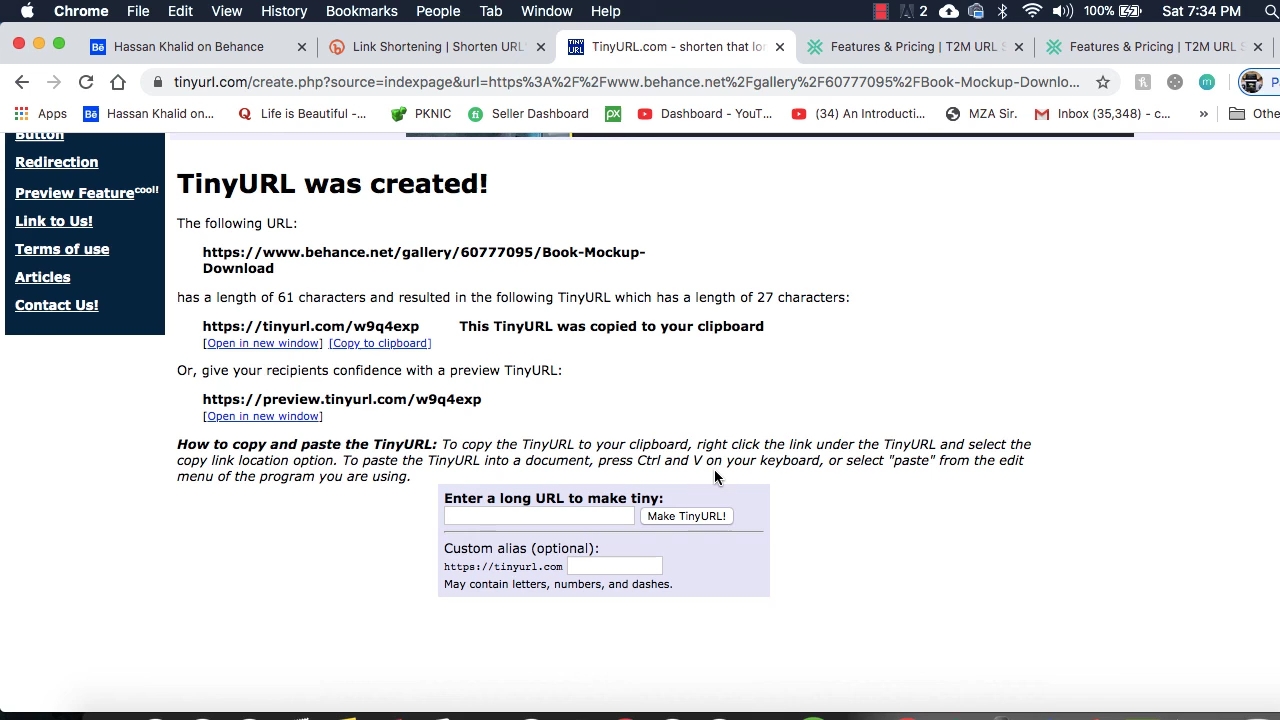 Chrome File Edit View History Bookmarks People Tab Window Help 2 100% Sat 7:34 PM
Bē Hassan Khalid on Behance Link Shortening | Shorten URL TinyURL.com - shorten that lo Features & Pricing | T2M URL S Features & Pricing | T2M URL S
tinyurl.com/create.php?source=indexpage&url=https%3A%2F%2Fwww.behance.net%2Fgallery%2F60777095%2FBook-Mockup-Downlo...
Apps Bē Hassan Khalid on... Life is Beautiful -... PKNIC fi Seller Dashboard px Dashboard - YouT... (34) An Introducti... MZA Sir. Inbox (35,348) - c... » Othe
Button
Redirection
Preview Feature cool!
Link to Us!
Terms of use
Articles
Contact Us!
TinyURL was created!
The following URL:
https://www.behance.net/gallery/60777095/Book-Mockup-
Download
has a length of 61 characters and resulted in the following TinyURL which has a length of 27 characters:
https://tinyurl.com/w9q4exp This TinyURL was copied to your clipboard
[Open in new window] [Copy to clipboard]
Or, give your recipients confidence with a preview TinyURL:
https://preview.tinyurl.com/w9q4exp
[Open in new window]
How to copy and paste the TinyURL: To copy the TinyURL to your clipboard, right click the link under the TinyURL and select the
copy link location option. To paste the TinyURL into a document, press Ctrl and V on your keyboard, or select "paste" from the edit
menu of the program you are using.
Enter a long URL to make tiny:
Make TinyURL!
Custom alias (optional):
https://tinyurl.com
May contain letters, numbers, and dashes.